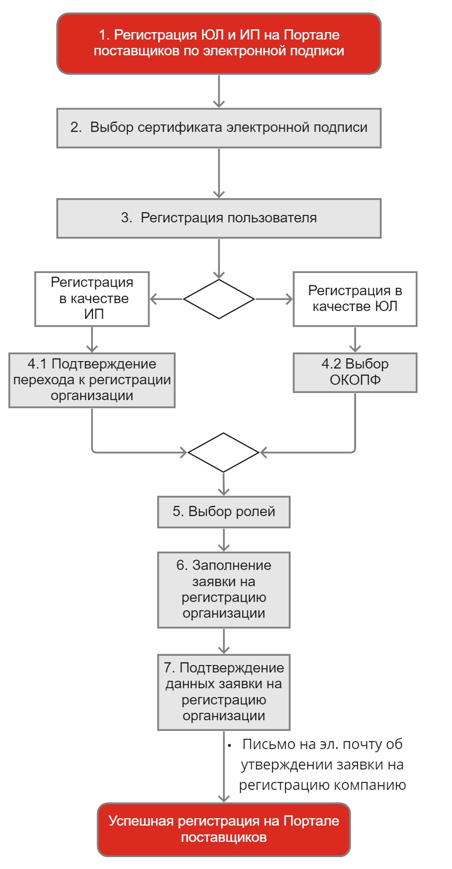 1. Регистрация ЮЛ и ИП на Портале
поставщиков по электронной подписи
2. Выбор сертификата электронной подписи
3. Регистрация пользователя
Регистрация
в качестве
ИП
Регистрация в
качестве ЮЛ
4.1 Подтверждение
перехода к регистрации
организации
4.2 Выбор
ОКОПФ
5. Выбор ролей
6. Заполнение
заявки на
регистрацию
организации
7. Подтверждение
данных заявки на
регистрацию
организации
• Письмо на эл. почту об
утверждении заявки на
регистрацию компанию
Успешная регистрация на Портале
поставщиков